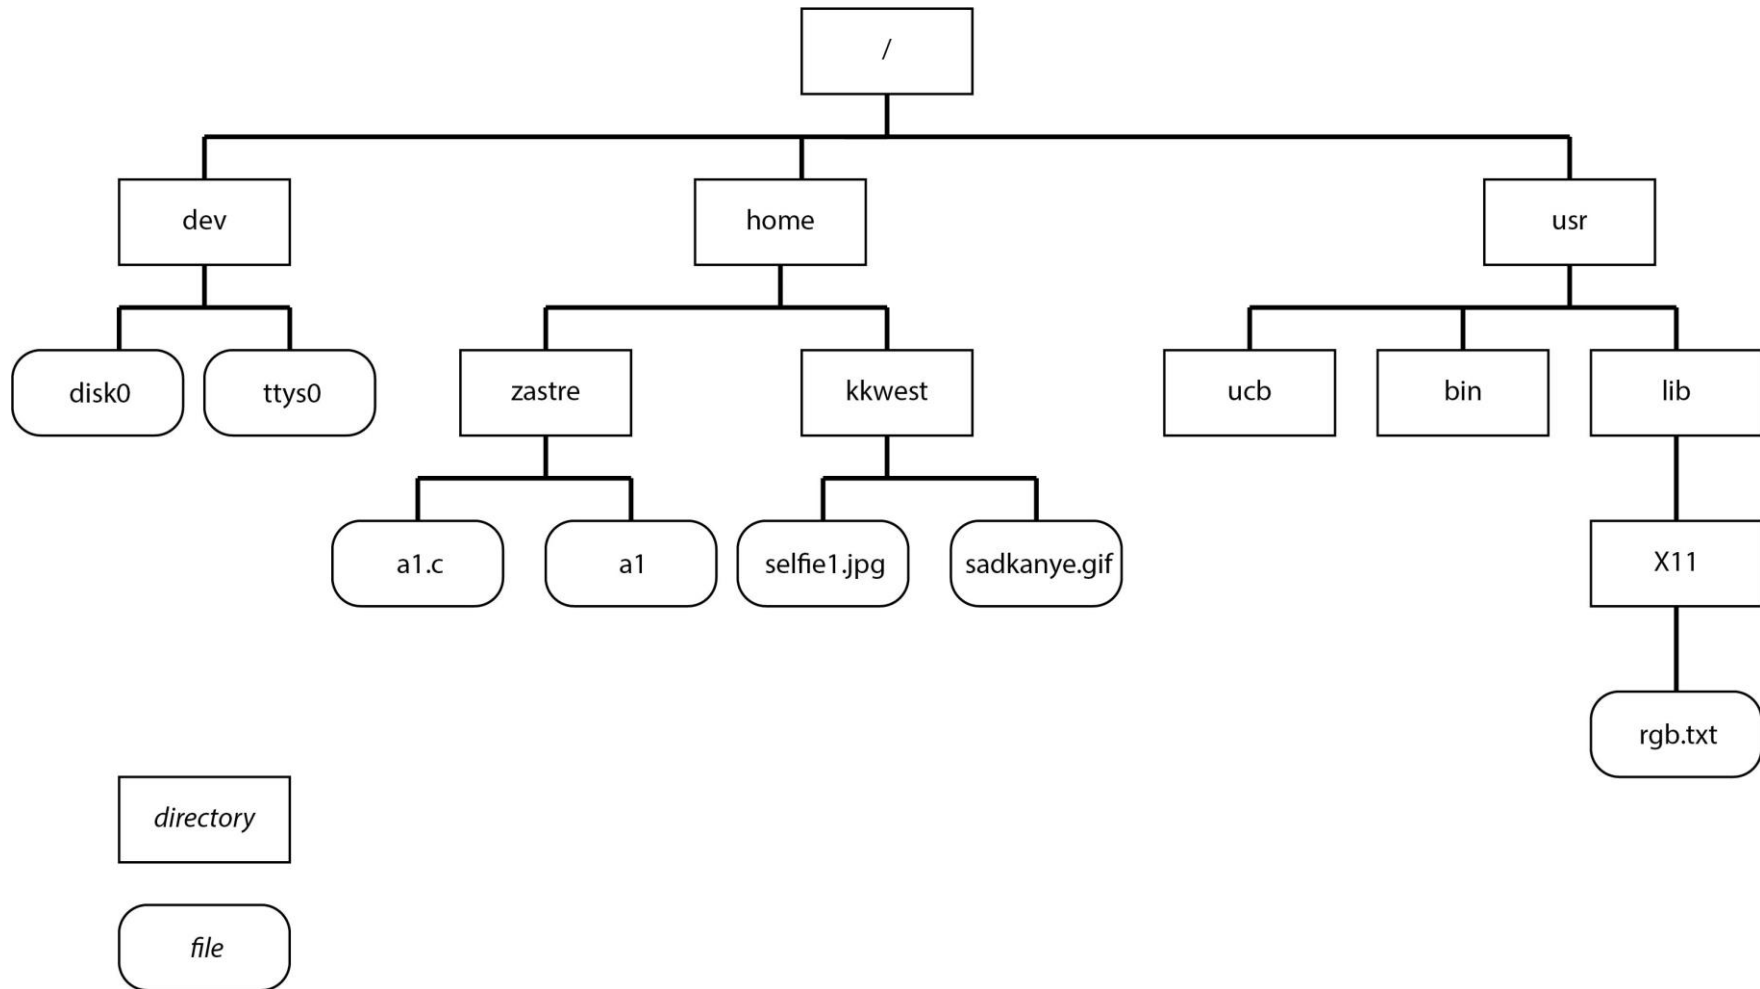 /
dev
home
usr
disk0
ttys0
zastre
kkwest
ucb
bin
lib
a1.c
a1
selfie1.jpg
sadkanye.gif
X11
rgb.txt
directory
file